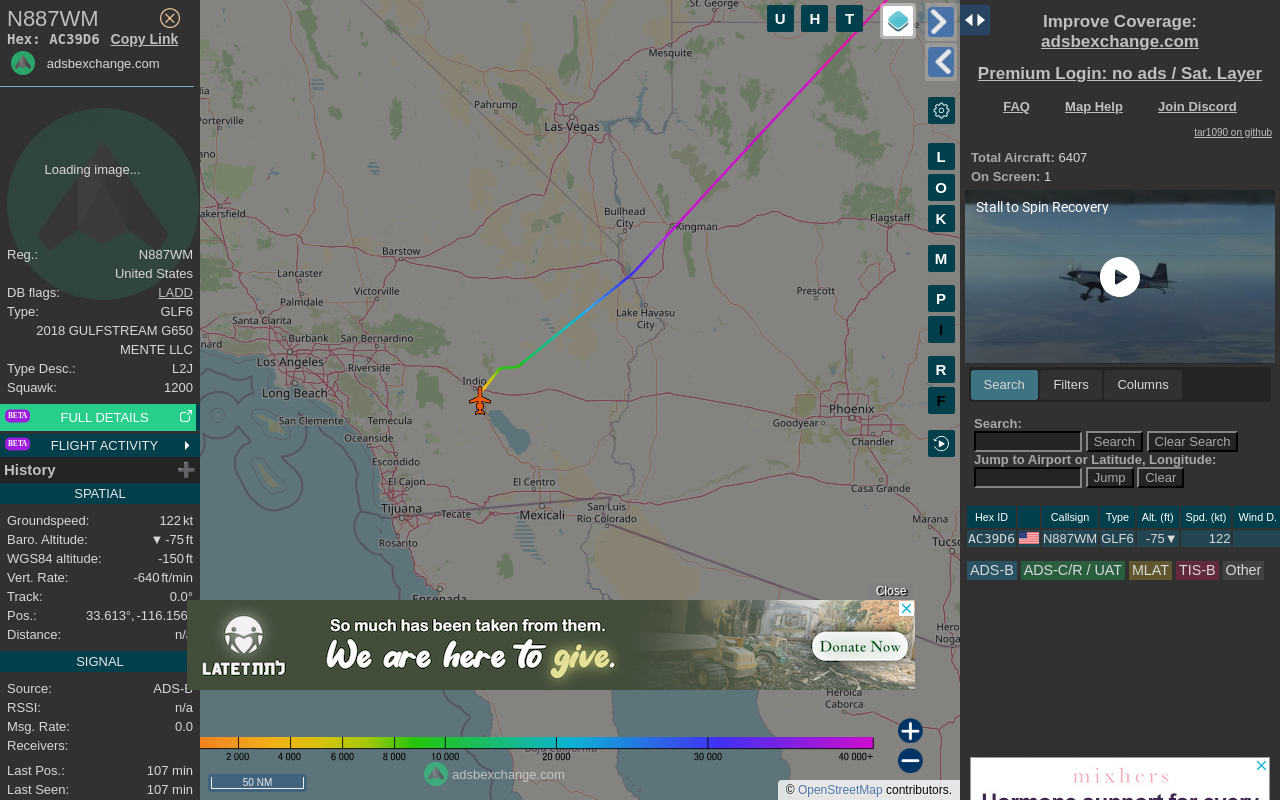 N887WM
Hex: AC39D6 Copy Link
adsbexchange.com
Loading image...
Reg.: N887WM
United States
DB flags: LADD
Type: GLF6
2018 GULFSTREAM G650
MENTE LLC
Type Desc.: L2J
Squawk: 1200
BETA FULL DETAILS
BETA FLIGHT ACTIVITY
History
SPATIAL
Groundspeed: 122 kt
Baro. Altitude: ▼ -75 ft
WGS84 altitude: -150 ft
Vert. Rate: -640 ft/min
Track: 0.0°
Pos.: 33.613°, -116.156
Distance:
SIGNAL
Source: ADS-B
RSSI: n/a
Msg. Rate: 0.0
Receivers:
Last Pos.: 107 min
Last Seen: 107 min
St. George
Mesquite
Pahrump
Las Vegas
Porterville
Bullhead
City
Kingman
Flagstaff
Barstow
Lancaster
Palmdale
Victorville
Prescott
Santa Clarita
Lake Havasu
City
Burbank
San Bernardino
Los Angeles
Riverside
Long Beach
Indio
Phoenix
San Clemente
Temecula
Goodyear
Oceanside
Chandler
Escondido
El Cajon
El Centro
Casa Grande
Tijuana
Tecate
Mexicali
San Luis
Río Colorado
Marana
Rosarito
Ensenada
Heroica
Caborca
U H T
L
O
K
M
P
I
R
F
Close
So much has been taken from them.
We are here to give.
LATET לתת
Donate Now
2 000 4 000 6 000 8 000 10 000 20 000 30 000 40 000+
adsbexchange.com
50 NM
© OpenStreetMap contributors.
Improve Coverage:
adsbexchange.com
Premium Login: no ads / Sat. Layer
FAQ Map Help Join Discord
tar1090 on github
Total Aircraft: 6407
On Screen: 1
Stall to Spin Recovery
Search Filters Columns
Search:
Search Clear Search
Jump to Airport or Latitude, Longitude:
Jump Clear
Hex ID Callsign Type Alt. (ft) Spd. (kt) Wind D.
AC39D6 N887WM GLF6 -75▼ 122
ADS-B ADS-C/R / UAT MLAT TIS-B Other
mixhers
Hormone support for every